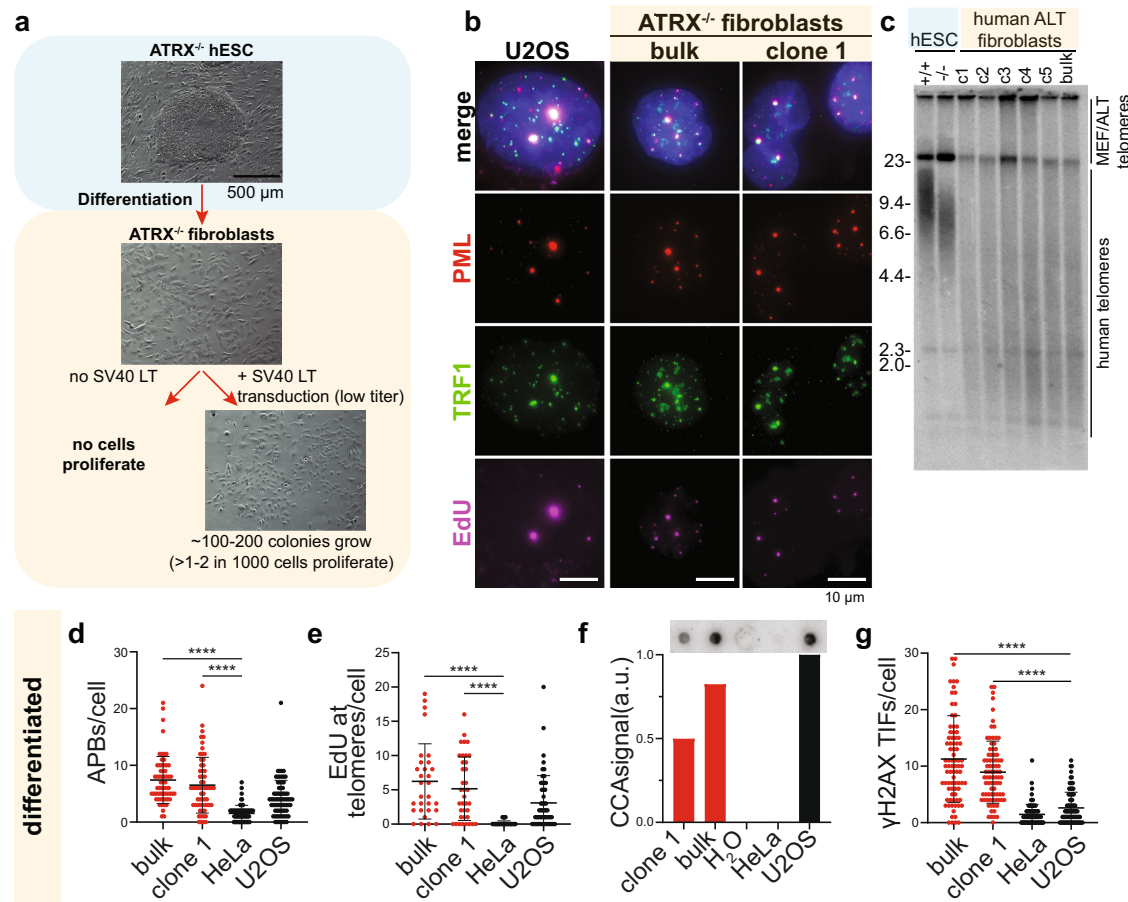 a
ATRX-/- hESC
500 µm
Differentiation
ATRX-/- fibroblasts
no SV40 LT
+ SV40 LT
transduction (low titer)
no cells
proliferate
~100-200 colonies grow
(>1-2 in 1000 cells proliferate)
b
ATRX-/- fibroblasts
U2OS
bulk
clone 1
merge
PML
TRF1
EdU
10 µm
c
human ALT
hESC
fibroblasts
+/+
-/-
c1
c2
c3
c4
c5
bulk
23-
9.4-
6.6-
4.4-
2.3-
2.0-
MEF/ALT
telomeres
human telomeres
differentiated
d
APBs/cell
30
20
10
0
****
****
bulk
clone 1
HeLa
U2OS
e
EdU at
telomeres/cell
25
20
15
10
5
0
****
****
bulk
clone 1
HeLa
U2OS
f
CCAsignal(a.u.)
1.0
0.5
0.0
clone 1
bulk
H2O
HeLa
U2OS
g
γH2AX TIFs/cell
30
20
10
0
****
****
bulk
clone 1
HeLa
U2OS